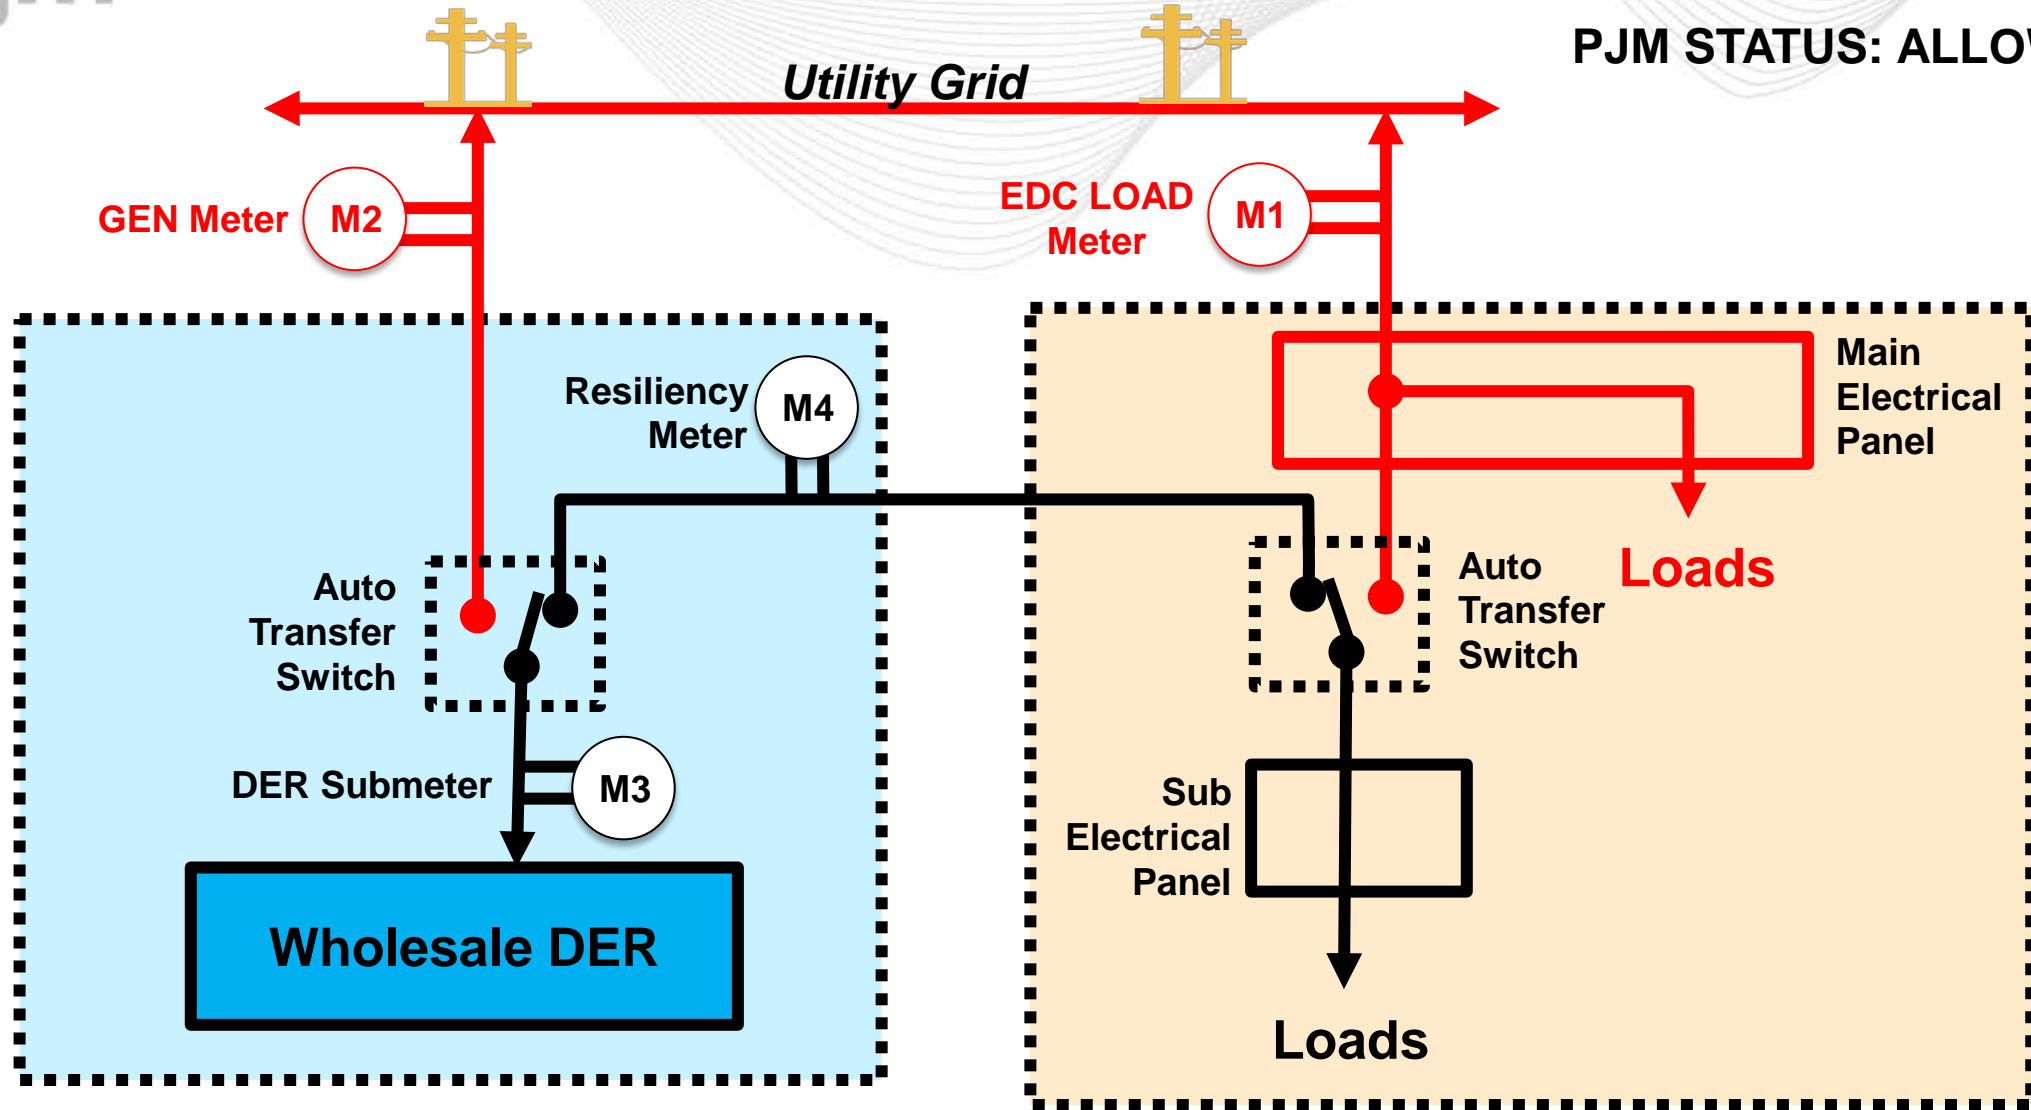 PJM STATUS: ALLOW
Utility Grid
GEN Meter
M2
EDC LOAD
Meter
M1
Resiliency
Meter
M4
Main
Electrical
Panel
Auto
Transfer
Switch
Auto
Transfer
Switch
Loads
DER Submeter
M3
Sub
Electrical
Panel
Wholesale DER
Loads